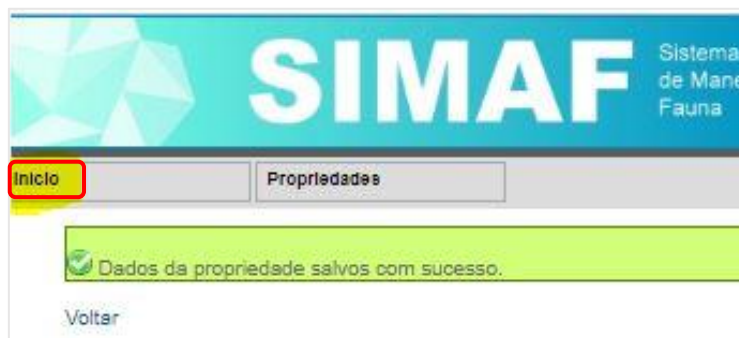 SIMAF
Sistema
de Mane
Fauna
Inicio
Propriedades
Dados da propriedade salvos com sucesso.
Voltar